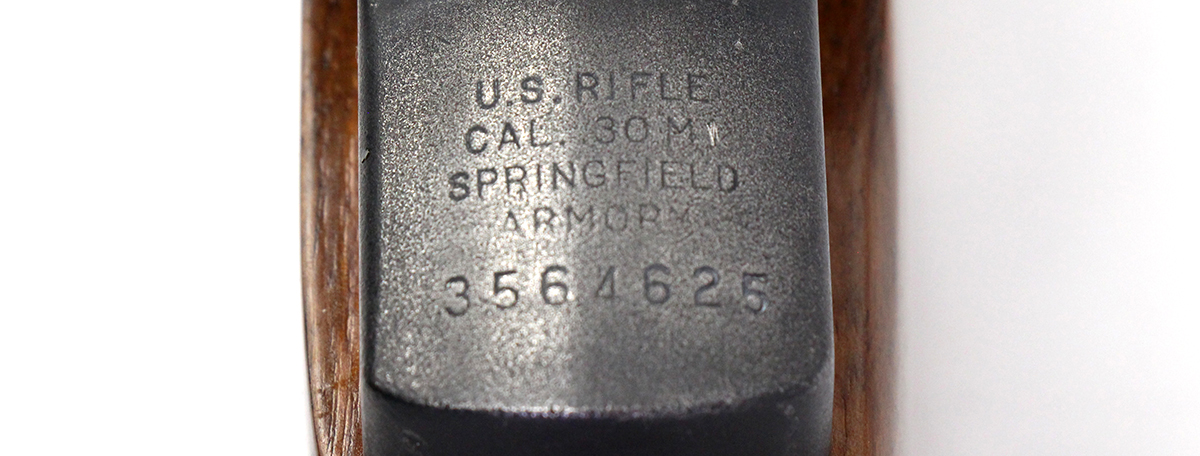 U.S. RIFLE
CAL. .30 M1
SPRINGFIELD
ARMORY
3564625